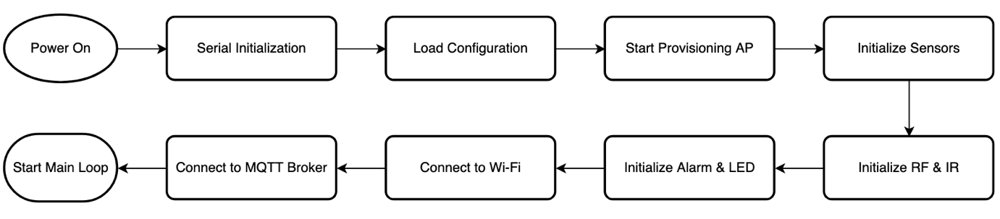 Power On
Serial Initialization
Load Configuration
Start Provisioning AP
Initialize Sensors
Initialize RF & IR
Initialize Alarm & LED
Connect to Wi-Fi
Connect to MQTT Broker
Start Main Loop